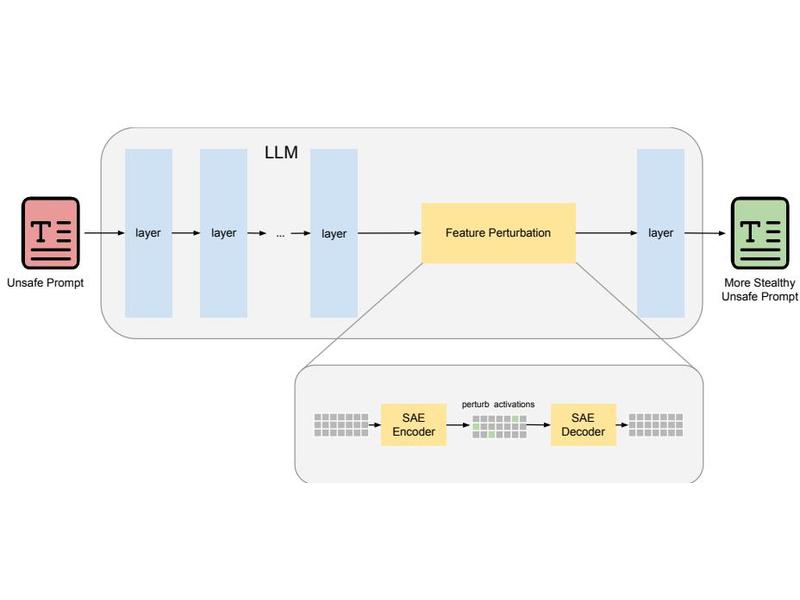 LLM
layer
layer
...
layer
Feature Perturbation
layer
T
Unsafe Prompt
T
More Stealthy
Unsafe Prompt
perturb activations
SAE
Encoder
SAE
Decoder